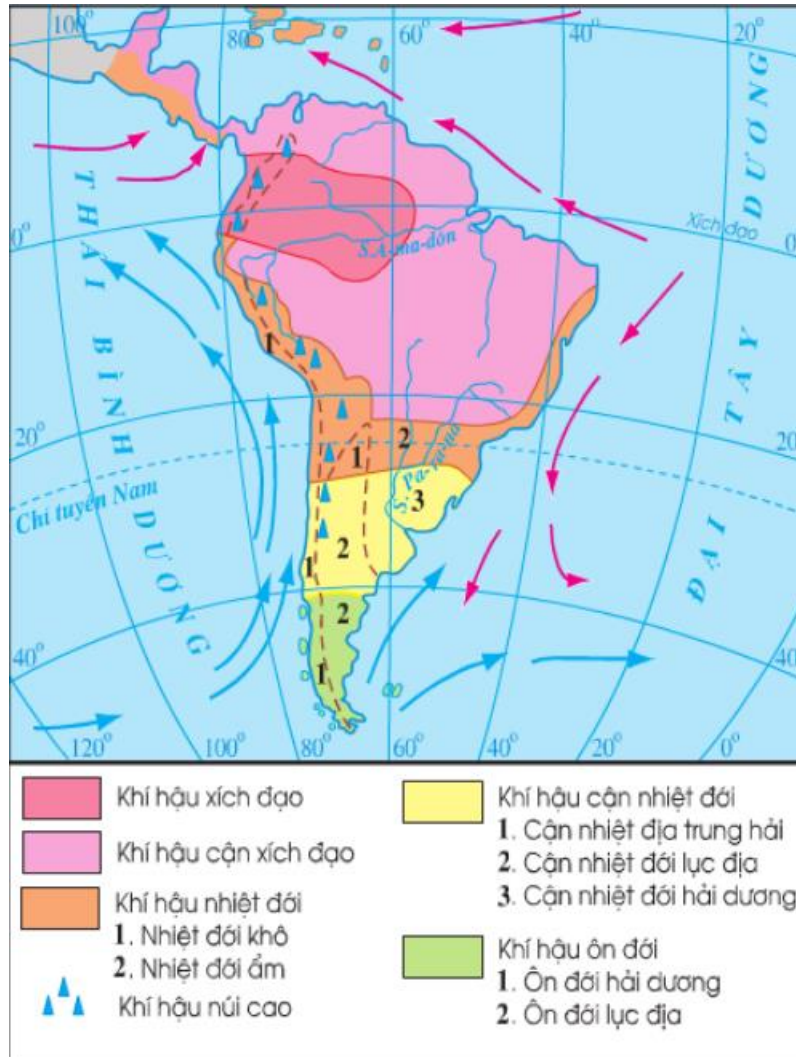 100°
80°
60°
20°
THÁI BÌNH DƯƠNG
ĐẠI TÂY DƯƠNG
0°
S.A-ma-dôn
Xích đạo
0°
1
20°
1
2
S. Pa-ra-na
20°
Chí tuyến Nam
3
2
1
2
1
40°
40°
120°
100°
80°
60°
40°
20°
0°
Khí hậu xích đạo
Khí hậu cận xích đạo
Khí hậu nhiệt đới
1. Nhiệt đới khô
2. Nhiệt đới ẩm
Khí hậu núi cao
Khí hậu cận nhiệt đới
1. Cận nhiệt địa trung hải
2. Cận nhiệt đới lục địa
3. Cận nhiệt đới hải dương
Khí hậu ôn đới
1. Ôn đới hải dương
2. Ôn đới lục địa